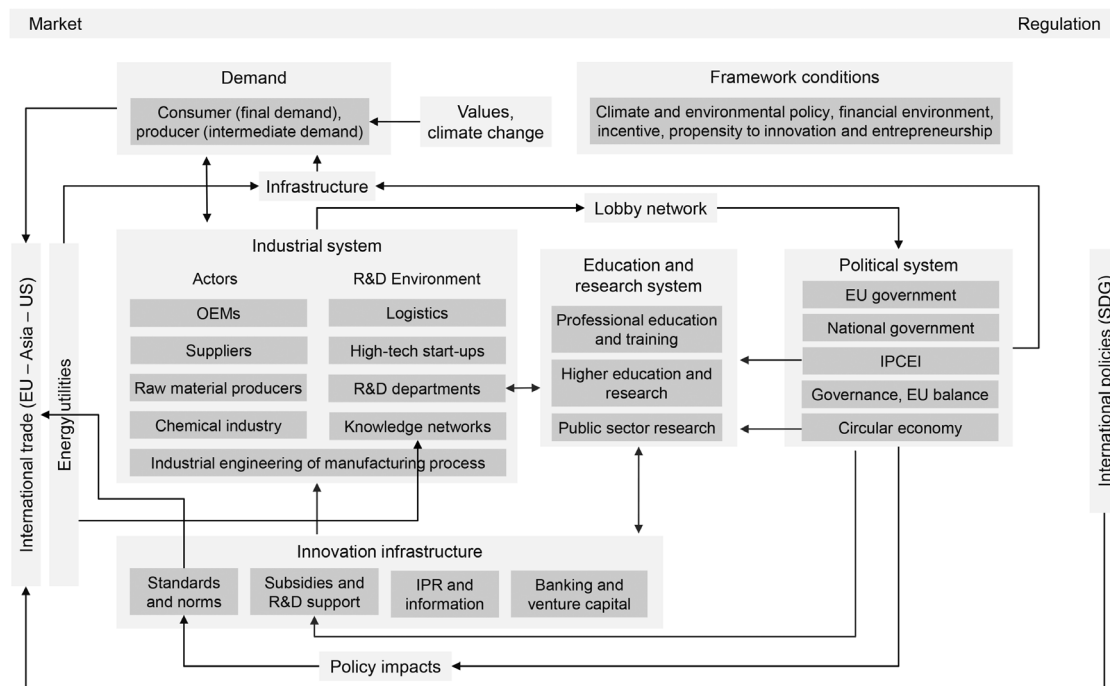 Market
Regulation
Demand
Consumer (final demand),
producer (intermediate demand)
Values,
climate change
Framework conditions
Climate and environmental policy, financial environment,
incentive, propensity to innovation and entrepreneurship
Infrastructure
Lobby network
International trade (EU – Asia – US)
Energy utilities
Industrial system
Actors
OEMs
Suppliers
Raw material producers
Chemical industry
R&D Environment
Logistics
High-tech start-ups
R&D departments
Knowledge networks
Industrial engineering of manufacturing process
Education and
research system
Professional education
and training
Higher education and
research
Public sector research
Political system
EU government
National government
IPCEI
Governance, EU balance
Circular economy
International policies (SDG)
Innovation infrastructure
Standards
and norms
Subsidies and
R&D support
IPR and
information
Banking and
venture capital
Policy impacts